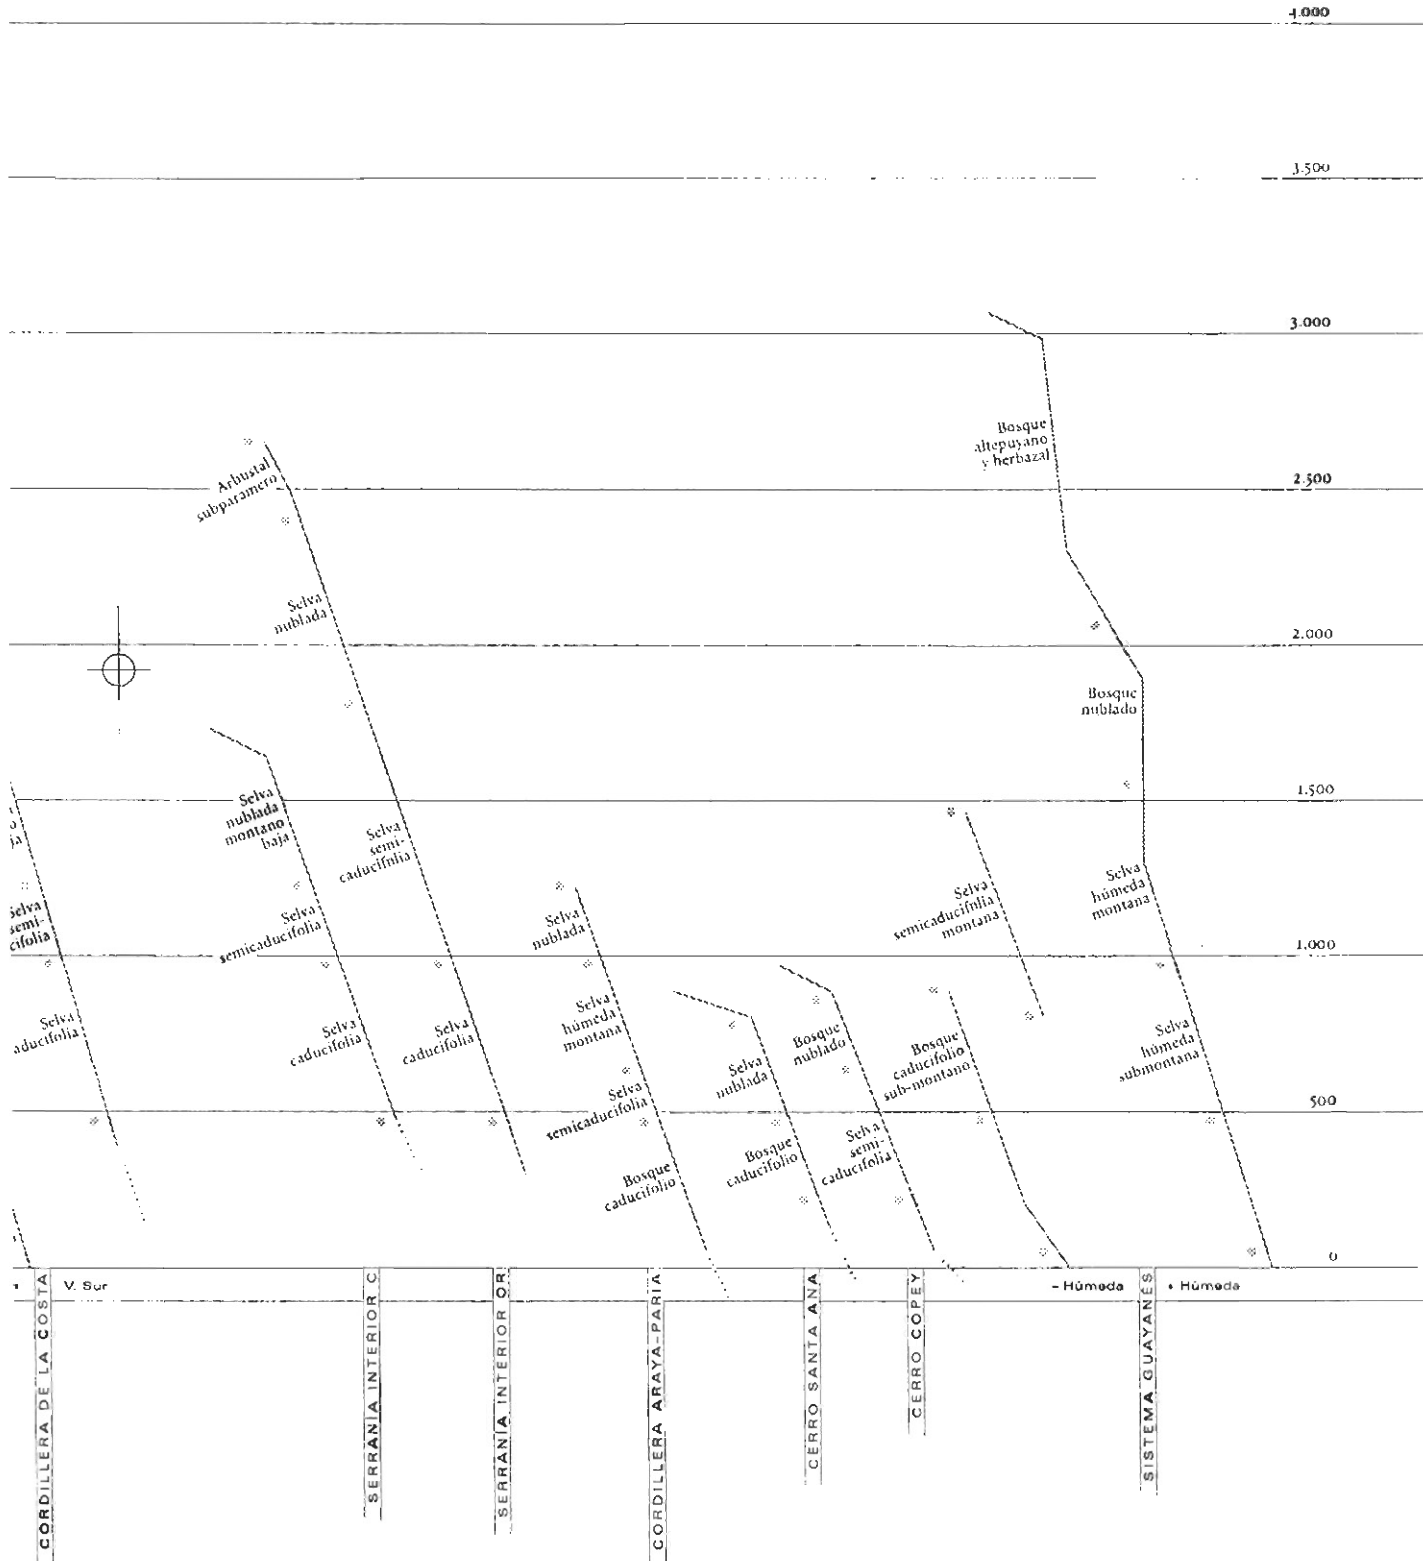 4.000
3.500
3.000
2.500
2.000
1.500
1.000
500
0
Selva
semi-
cifolia
Selva
aducifolia
Selva
nublada
montano
baja
Selva
semicaducifolia
Selva
caducifolia
Arbustal
subparamero
Selva
nublada
Selva
semi-
caducifolia
Selva
caducifolia
Selva
nublada
Selva
húmeda
montana
Selva
semicaducifolia
Bosque
caducifolio
Selva
nublada
Bosque
caducifolio
Bosque
nublado
Selva
semi-
caducifolia
Selva
semicaducifolia
montana
Bosque
caducifolio
sub-montano
Bosque
altepuyano
y herbazal
Bosque
nublado
Selva
húmeda
montana
Selva
húmeda
submontana
V. Sur
- Húmeda
+ Húmeda
CORDILLERA DE LA COSTA
SERRANÍA INTERIOR C
SERRANÍA INTERIOR OR
CORDILLERA ARAYA-PARIA
CERRO SANTA ANA
CERRO COPEY
SISTEMA GUAYANÉS